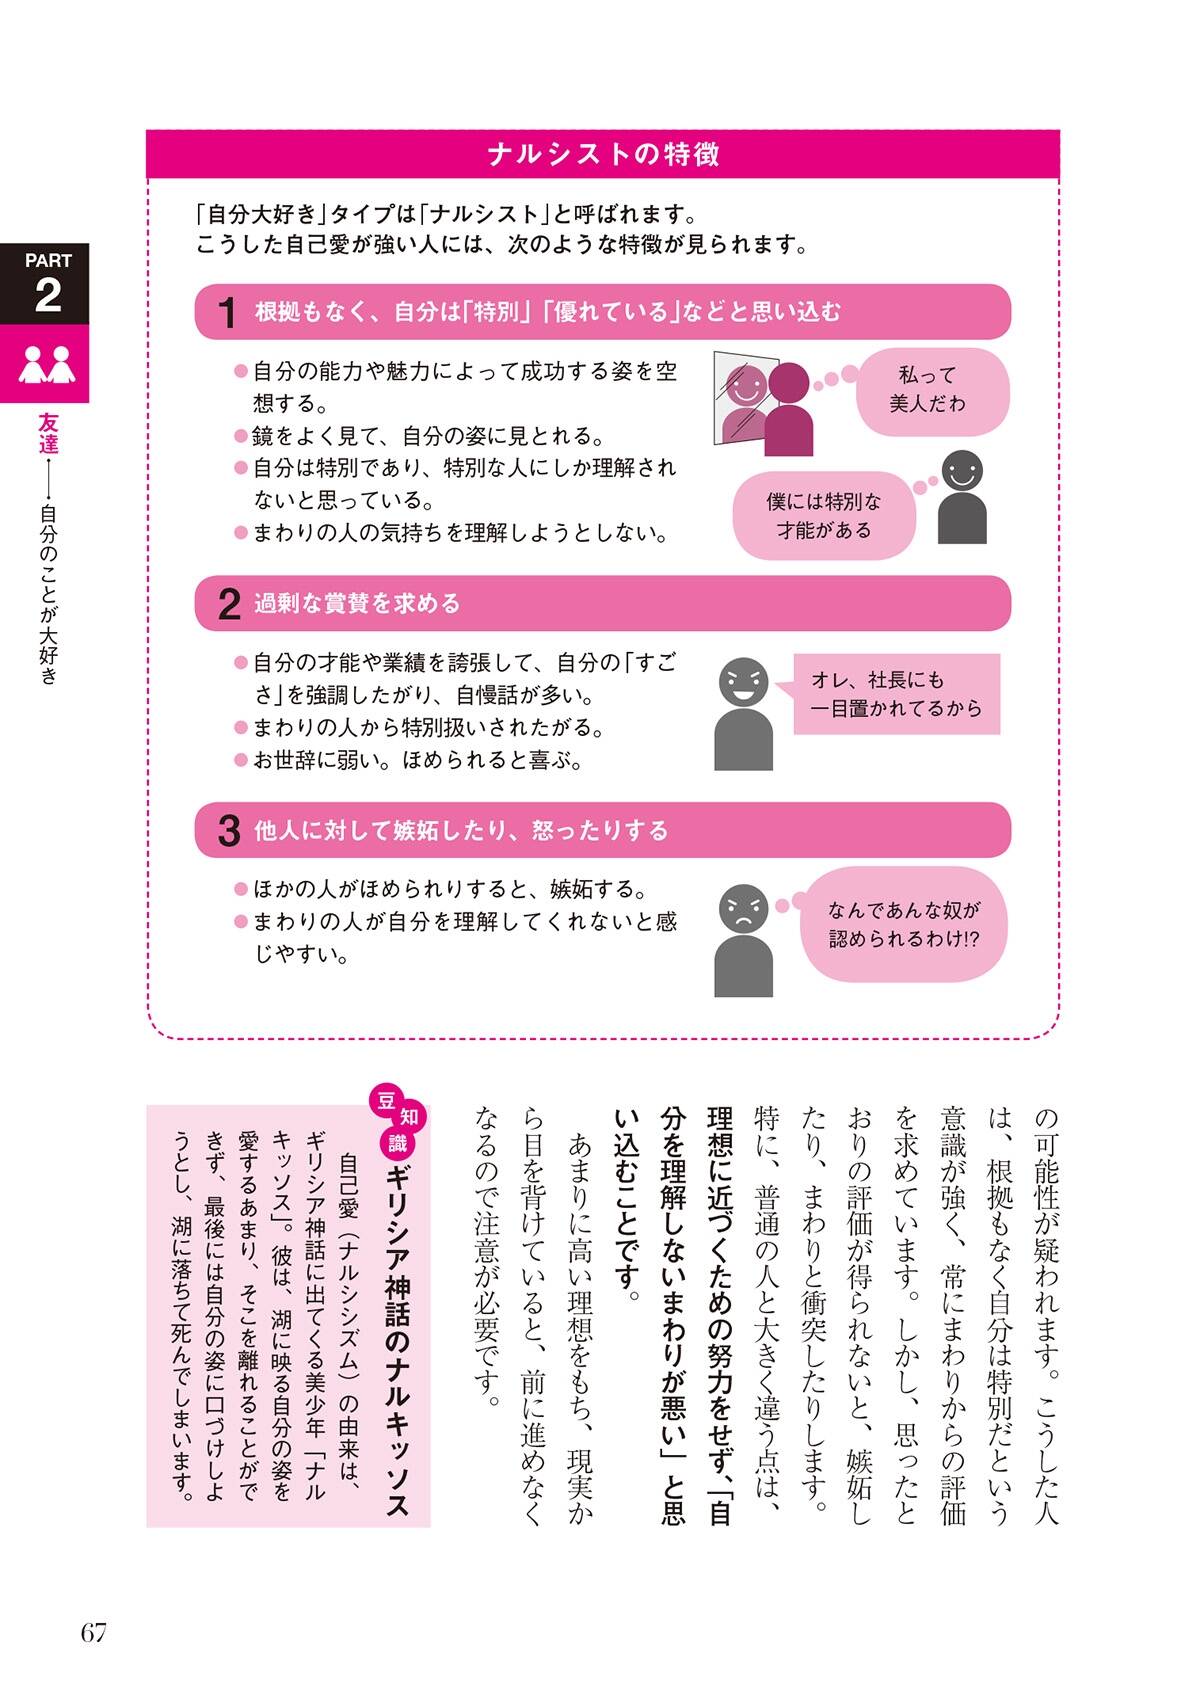 ナルシストの特徴
「自分大好き」タイプは「ナルシスト」と呼ばれます。
こうした自己愛が強い人には、次のような特徴が見られます。
1 根拠もなく、自分は「特別」「優れている」などと思い込む
●自分の能力や魅力によって成功する姿を空
想する。
●鏡をよく見て、自分の姿に見とれる。
●自分は特別であり、特別な人にしか理解され
ないと思っている。
●まわりの人の気持ちを理解しようとしない。
私って
美人だわ
僕には特別な
才能がある
2 過剰な賞賛を求める
●自分の才能や業績を誇張して、自分の「すご
さ」を強調したがり、自慢話が多い。
●まわりの人から特別扱いされたがる。
●お世辞に弱い。ほめられると喜ぶ。
オレ、社長にも
一目置かれてるから
3 他人に対して嫉妬したり、怒ったりする
●ほかの人がほめられりすると、嫉妬する。
●まわりの人が自分を理解してくれないと感
じやすい。
なんであんな奴が
認められるわけ!?
PART
2
友達——自分のことが大好き
の可能性が疑われます。こうした人
は、根拠もなく自分は特別だという
意識が強く、常にまわりからの評価
を求めています。しかし、思ったと
おりの評価が得られないと、嫉妬し
たり、まわりと衝突したりします。
特に、普通の人と大きく違う点は、
理想に近づくための努力をせず、「自
分を理解しないまわりが悪い」と思
い込むことです。
あまりに高い理想をもち、現実か
ら目を背けていると、前に進めなく
なるので注意が必要です。
豆知識
ギリシア神話のナルキッソス
自己愛（ナルシシズム）の由来は、
ギリシア神話に出てくる美少年「ナル
キッソス」。彼は、湖に映る自分の姿を
愛するあまり、そこを離れることがで
きず、最後には自分の姿に口づけしよ
うとし、湖に落ちて死んでしまいます。
67